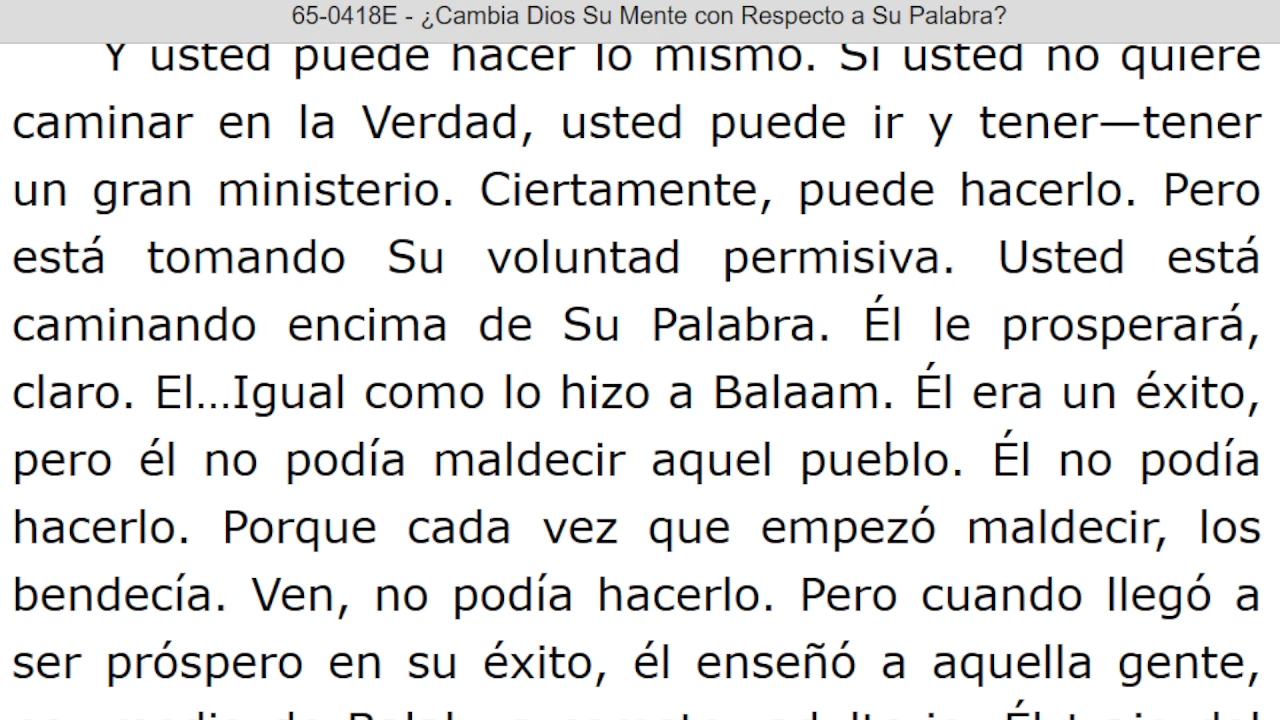 65-0418E - ¿Cambia Dios Su Mente con Respecto a Su Palabra?
Y usted puede hacer lo mismo. Si usted no quiere
caminar en la Verdad, usted puede ir y tener—tener
un gran ministerio. Ciertamente, puede hacerlo. Pero
está tomando Su voluntad permisiva. Usted está
caminando encima de Su Palabra. Él le prosperará,
claro. El...Igual como lo hizo a Balaam. Él era un éxito,
pero él no podía maldecir aquel pueblo. Él no podía
hacerlo. Porque cada vez que empezó maldecir, los
bendecía. Ven, no podía hacerlo. Pero cuando llegó a
ser próspero en su éxito, él enseñó a aquella gente,